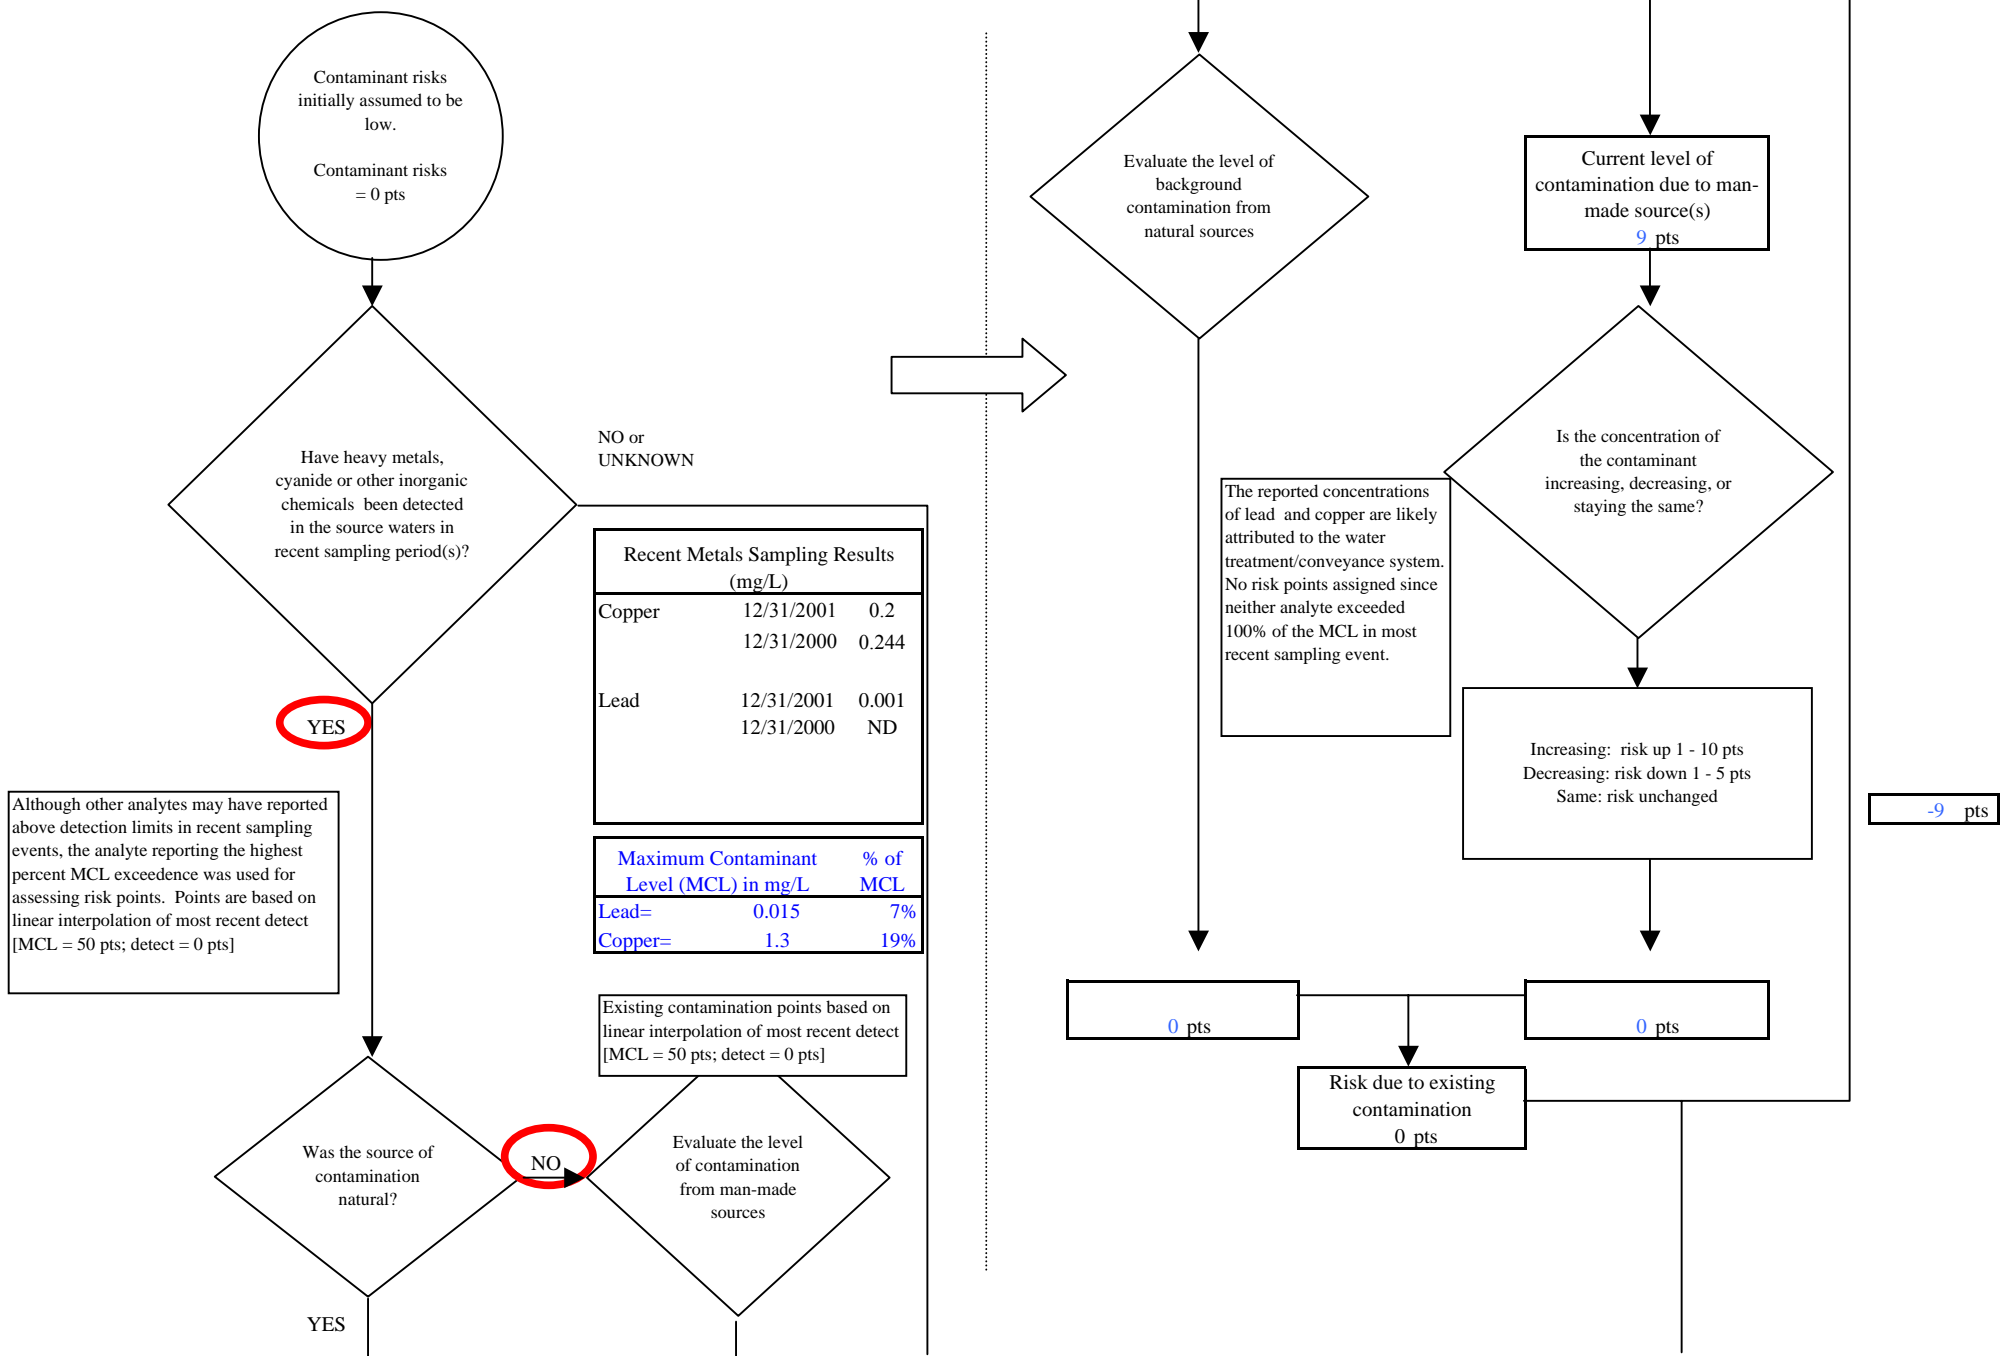 Contaminant risks
initially assumed to be
low.
Contaminant risks
= 0 pts
Have heavy metals,
cyanide or other inorganic
chemicals been detected
in the source waters in
recent sampling period(s)?
NO or
UNKNOWN
YES
Recent Metals Sampling Results
(mg/L)
Copper 12/31/2001 0.2
12/31/2000 0.244
Lead 12/31/2001 0.001
12/31/2000 ND
Although other analytes may have reported
above detection limits in recent sampling
events, the analyte reporting the highest
percent MCL exceedence was used for
assessing risk points. Points are based on
linear interpolation of most recent detect
[MCL = 50 pts; detect = 0 pts]
Maximum Contaminant % of
Level (MCL) in mg/L MCL
Lead= 0.015 7%
Copper= 1.3 19%
Existing contamination points based on
linear interpolation of most recent detect
[MCL = 50 pts; detect = 0 pts]
Was the source of
contamination
natural?
NO
Evaluate the level
of contamination
from man-made
sources
YES
Evaluate the level of
background
contamination from
natural sources
Current level of
contamination due to man-
made source(s)
9 pts
Is the concentration of
the contaminant
increasing, decreasing, or
staying the same?
The reported concentrations
of lead and copper are likely
attributed to the water
treatment/conveyance system.
No risk points assigned since
neither analyte exceeded
100% of the MCL in most
recent sampling event.
Increasing: risk up 1 - 10 pts
Decreasing: risk down 1 - 5 pts
Same: risk unchanged
-9 pts
0 pts
0 pts
Risk due to existing
contamination
0 pts